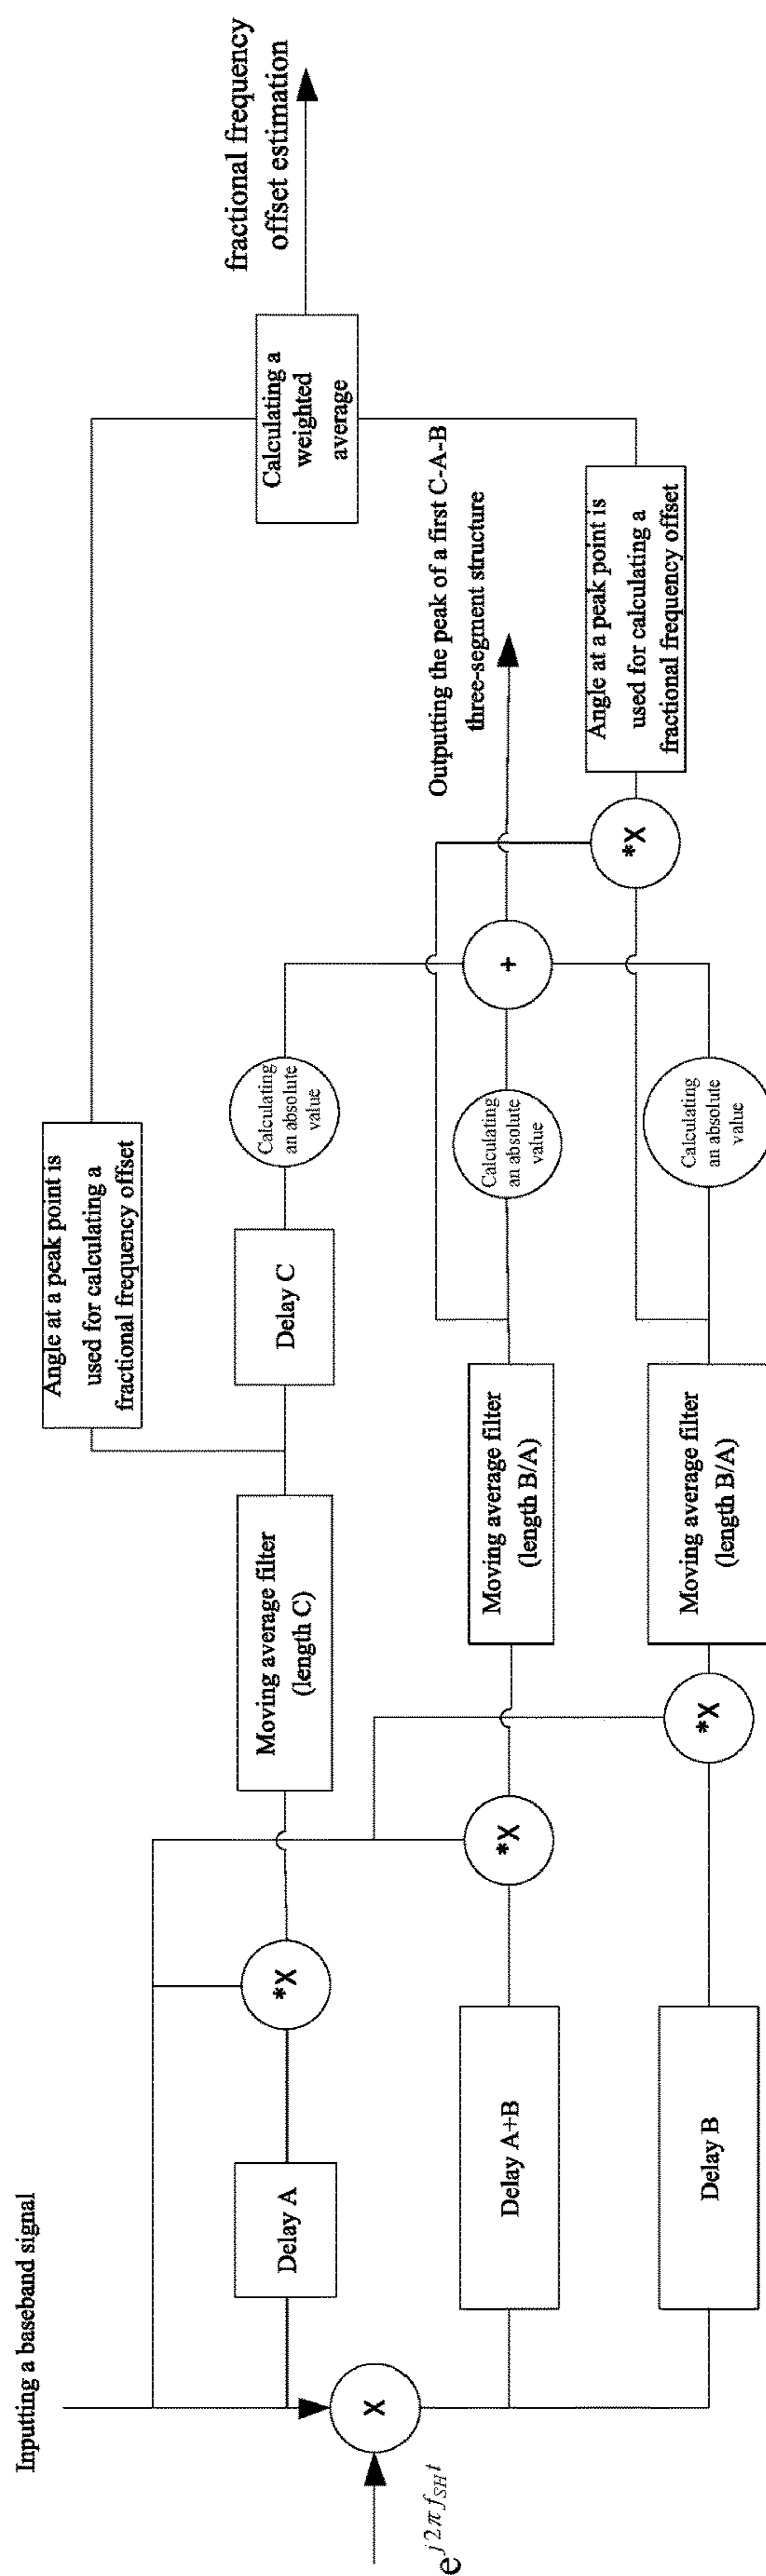 Inputting a baseband signal
e^{j2πf_{SH}t}
X
Delay A
Delay A+B
Delay B
*X
*X
*X
Moving average filter
(length C)
Moving average filter
(length B/A)
Moving average filter
(length B/A)
Angle at a peak point is
used for calculating a
fractional frequency offset
Delay C
Calculating
an absolute
value
Calculating
an absolute
value
Calculating
an absolute
value
+
*X
Outputting the peak of a first C-A-B
three-segment structure
Angle at a peak point is
used for calculating a
fractional frequency offset
Calculating a
weighted
average
fractional frequency
offset estimation